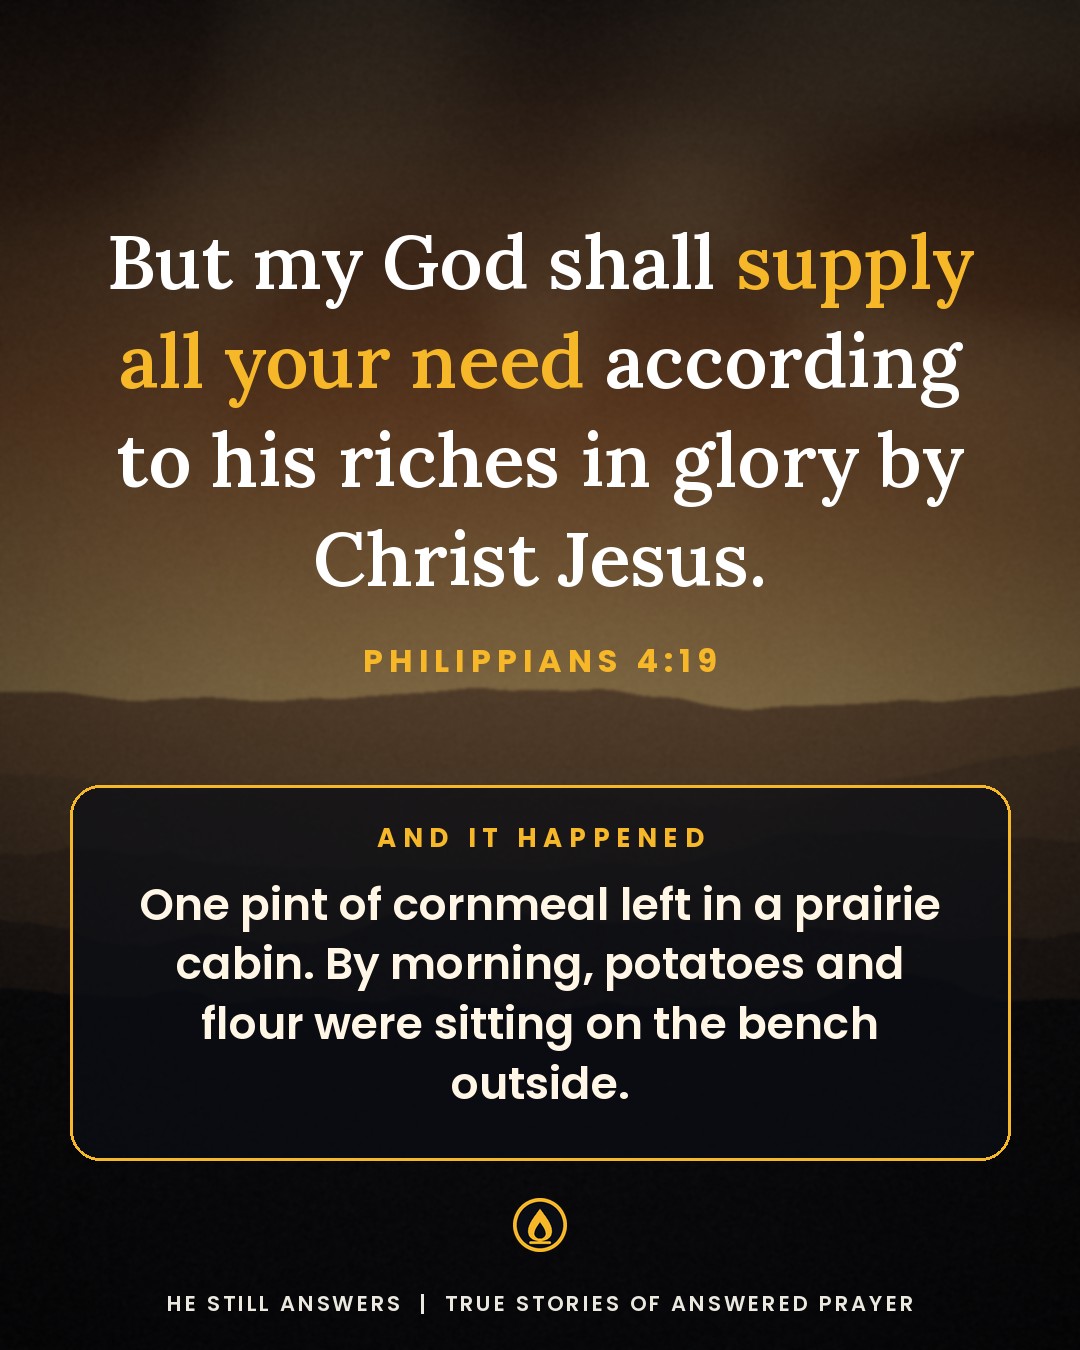 But my God shall supply
all your need according
to his riches in glory by
Christ Jesus.
PHILIPPIANS 4:19
AND IT HAPPENED
One pint of cornmeal left in a prairie
cabin. By morning, potatoes and
flour were sitting on the bench
outside.
HE STILL ANSWERS | TRUE STORIES OF ANSWERED PRAYER